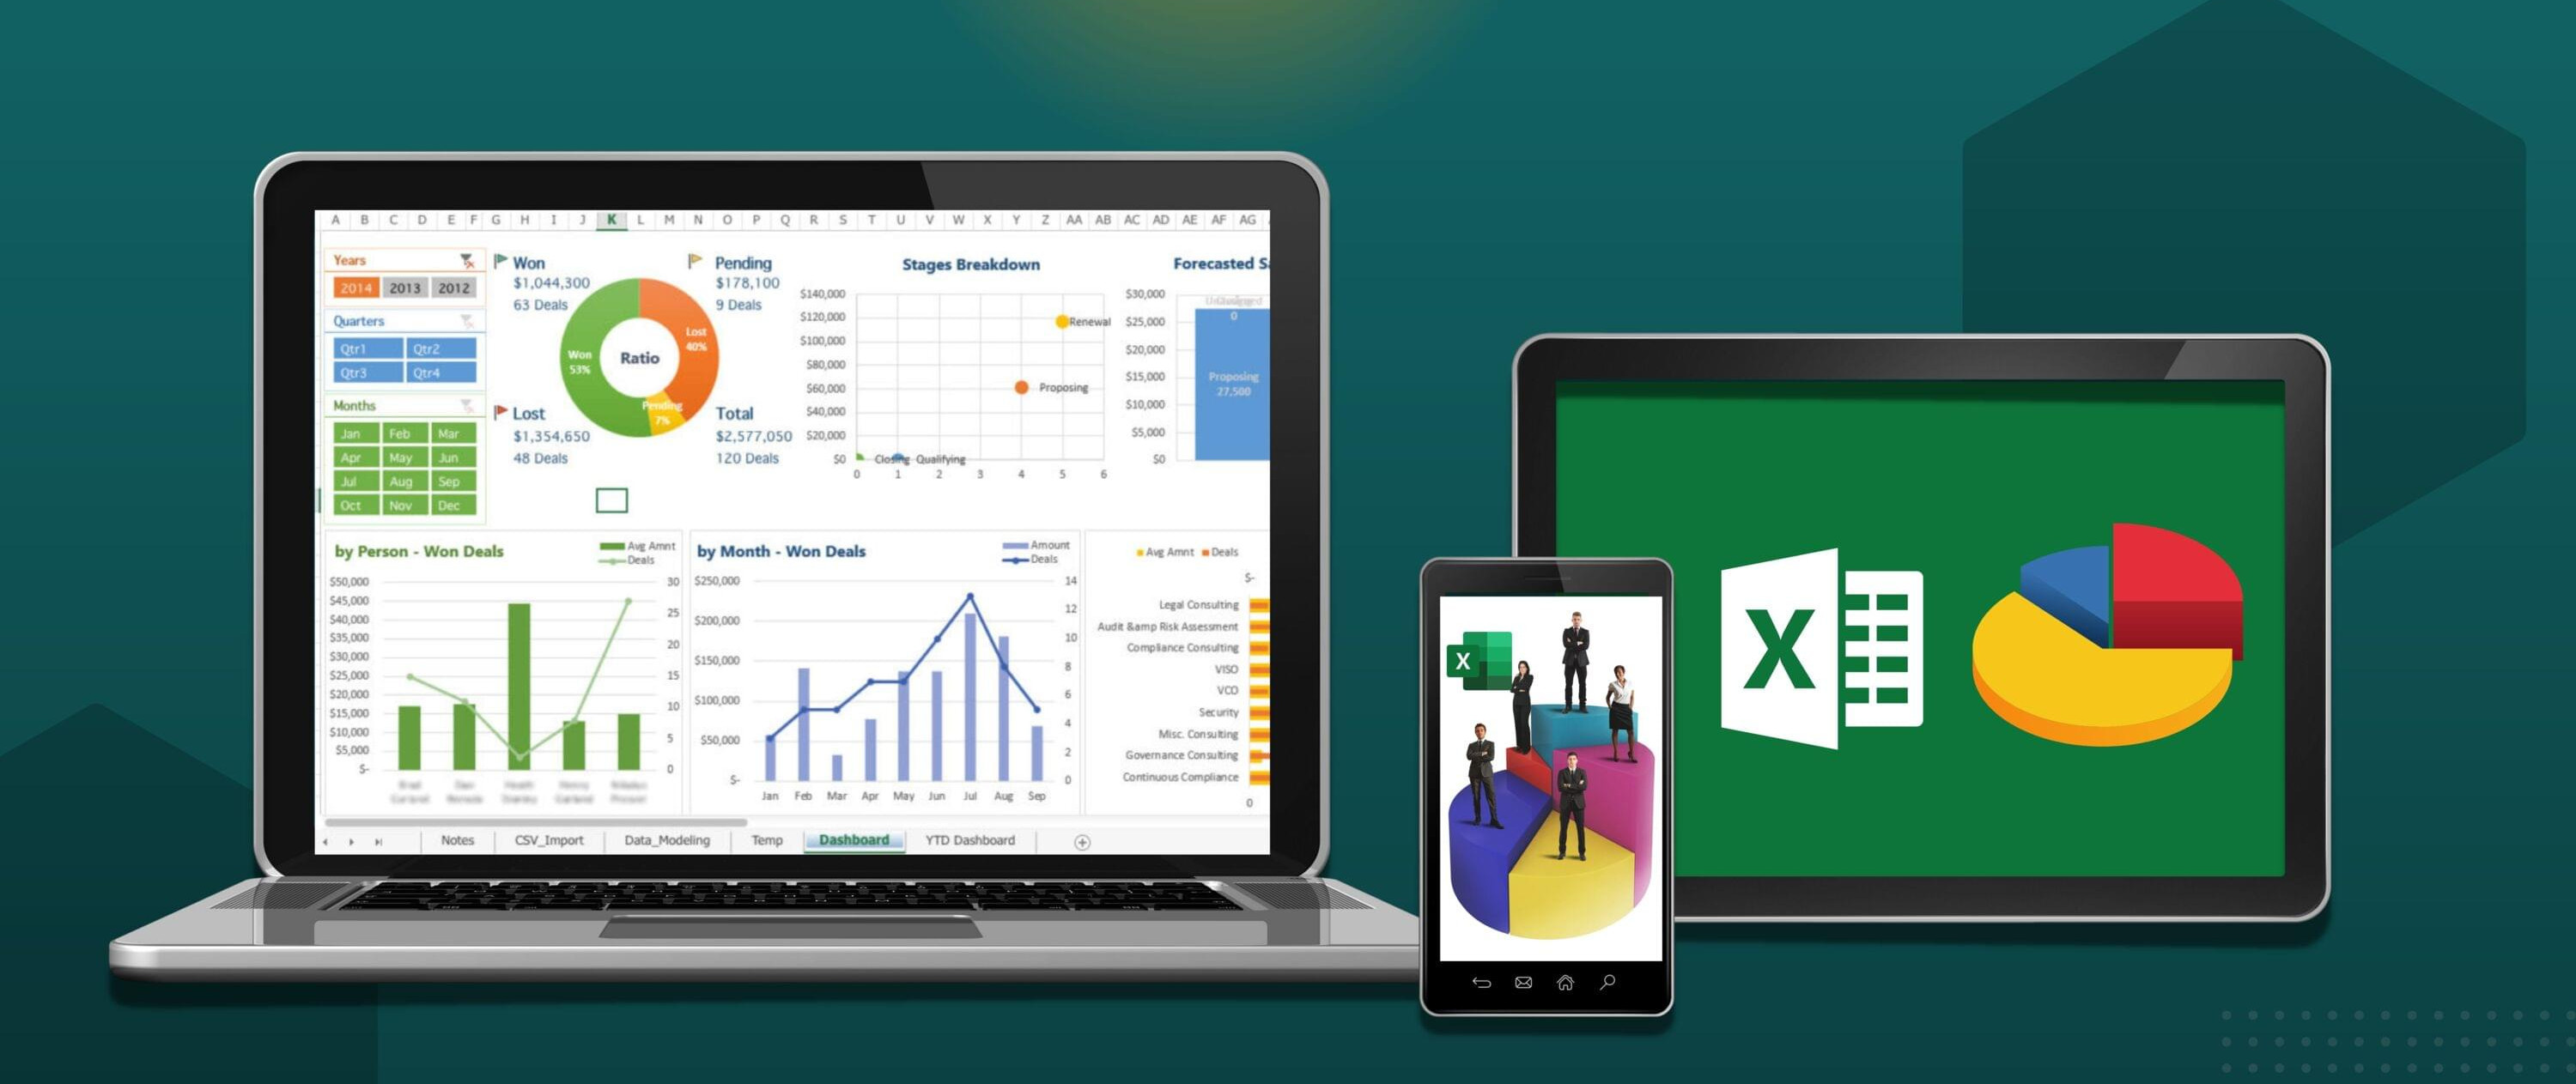 A B C D E F G H I J K L M N O P Q R S T U V W X Y Z AA AB AC AD AE AF AG
Years
2014 2013 2012
Quarters
Qtr1 Qtr2
Qtr3 Qtr4
Months
Jan Feb Mar
Apr May Jun
Jul Aug Sep
Oct Nov Dec
Won
$1,044,300
63 Deals
Pending
$178,100
9 Deals
Lost
40%
Won
53%
Ratio
Pending
7%
Lost
$1,354,650
48 Deals
Total
$2,577,050
120 Deals
Stages Breakdown
$140,000
$120,000
$100,000
$80,000
$60,000
$40,000
$20,000
$0
Renewal
Proposing
Closing Qualifying
0 1 2 3 4 5 6
Forecasted
$30,000
$25,000
$20,000
$15,000
$10,000
$5,000
$0
0
Proposing
27,500
by Person - Won Deals
Avg Amnt
Deals
$50,000
$45,000
$40,000
$35,000
$30,000
$25,000
$20,000
$15,000
$10,000
$5,000
$-
30
25
20
15
10
5
0
by Month - Won Deals
Amount
Deals
$250,000
$200,000
$150,000
$100,000
$50,000
$-
14
12
10
8
6
4
2
0
Jan Feb Mar Apr May Jun Jul Aug Sep
Avg Amnt Deals
$-
Legal Consulting
Audit &amp Risk Assessment
Compliance Consulting
VISO
VCO
Security
Misc. Consulting
Governance Consulting
Continuous Compliance
0
Notes CSV_Import Data_Modeling Temp Dashboard YTD Dashboard
X
X